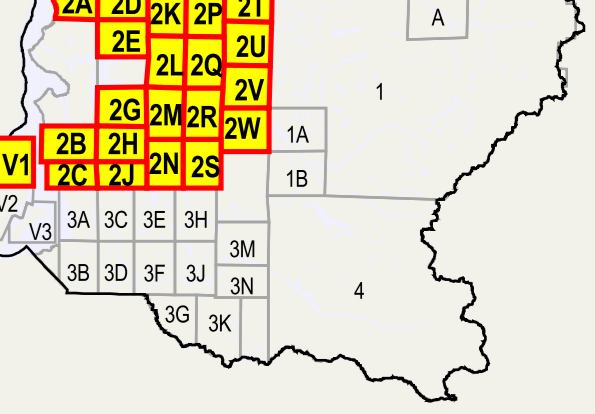 2A 2D 2K 2P 2T A
2E 2L 2Q 2U
2V 1
2G 2M 2R 2W 1A
2B 2H
V1 2C 2J 2N 2S 1B
V2 V3 3A 3C 3E 3H
3M
3B 3D 3F 3J 3N 4
3G 3K